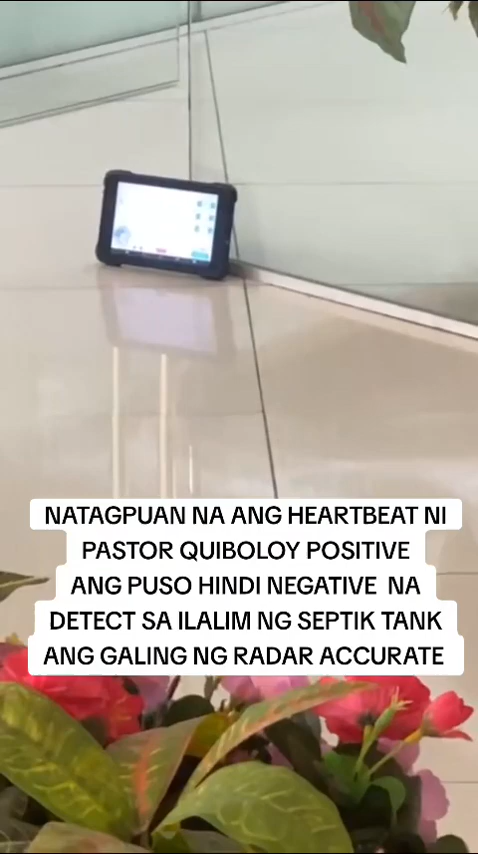 NATAGPUAN NA ANG HEARTBEAT NI
PASTOR QUIBOLOY POSITIVE
ANG PUSO HINDI NEGATIVE NA
DETECT SA ILALIM NG SEPTIK TANK
ANG GALING NG RADAR ACCURATE